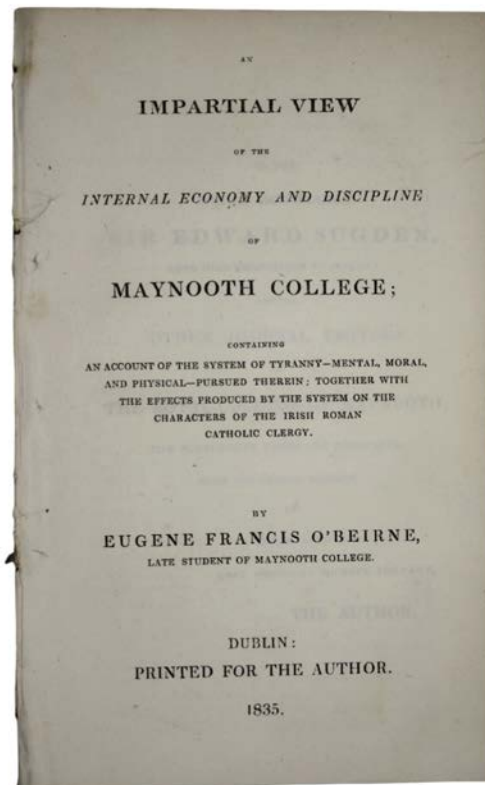 AN
IMPARTIAL VIEW
OF THE
INTERNAL ECONOMY AND DISCIPLINE
OF
MAYNOOTH COLLEGE;
CONTAINING
AN ACCOUNT OF THE SYSTEM OF TYRANNY—MENTAL, MORAL,
AND PHYSICAL—PURSUED THEREIN; TOGETHER WITH
THE EFFECTS PRODUCED BY THE SYSTEM ON THE
CHARACTERS OF THE IRISH ROMAN
CATHOLIC CLERGY.
BY
EUGENE FRANCIS O'BEIRNE,
LATE STUDENT OF MAYNOOTH COLLEGE.
DUBLIN:
PRINTED FOR THE AUTHOR.
1835.